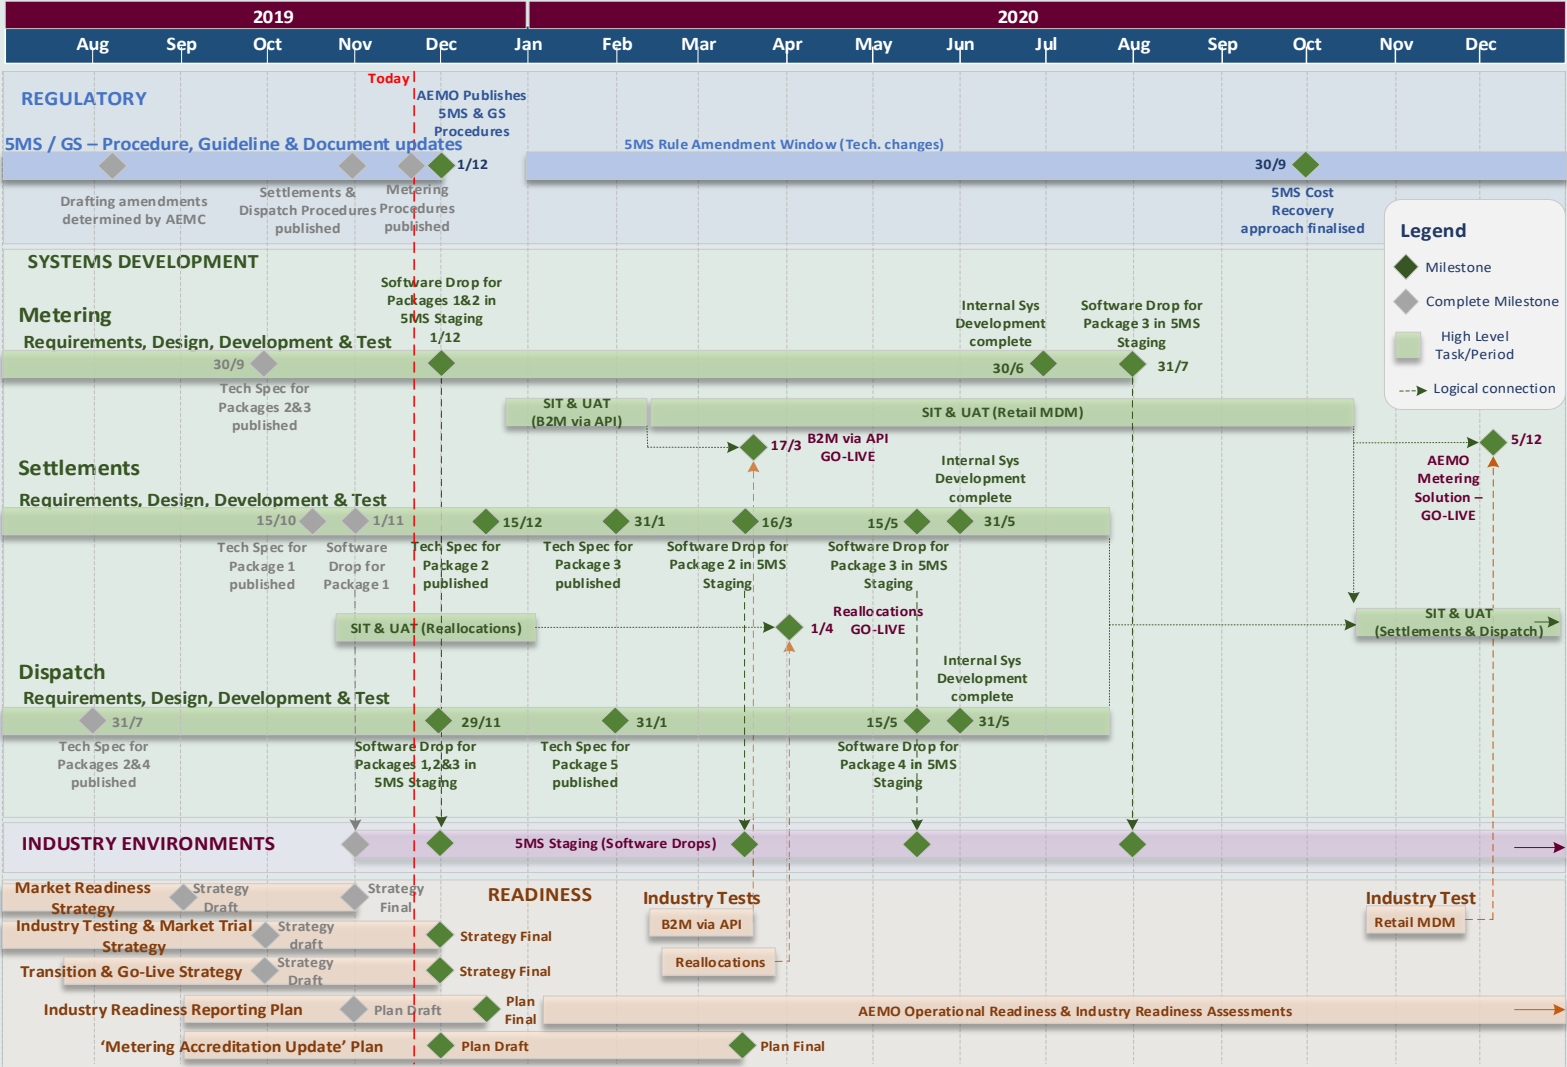 2019
2020
Aug Sep Oct Nov Dec Jan Feb Mar Apr May Jun Jul Aug Sep Oct Nov Dec
Today
REGULATORY
AEMO Publishes
5MS & GS
Procedures
5MS / GS – Procedure, Guideline & Document updates
5MS Rule Amendment Window (Tech. changes)
1/12
30/9
Drafting amendments
determined by AEMC
Settlements &
Dispatch Procedures
published
Metering
Procedures
published
5MS Cost
Recovery
approach finalised
Legend
Milestone
Complete Milestone
High Level
Task/Period
Logical connection
SYSTEMS DEVELOPMENT
Software Drop for
Packages 1&2 in
5MS Staging
1/12
Metering
Requirements, Design, Development & Test
Internal Sys
Development
complete
Software Drop for
Package 3 in 5MS
Staging
30/9
30/6
31/7
Tech Spec for
Packages 2&3
published
SIT & UAT
(B2M via API)
SIT & UAT (Retail MDM)
17/3
B2M via API
GO-LIVE
5/12
AEMO
Metering
Solution –
GO-LIVE
Settlements
Requirements, Design, Development & Test
Internal Sys
Development
complete
15/10
1/11
15/12
31/1
16/3
15/5
31/5
Tech Spec for
Package 1
published
Software
Drop for
Package 1
Tech Spec for
Package 2
published
Tech Spec for
Package 3
published
Software Drop for
Package 2 in 5MS
Staging
Software Drop for
Package 3 in 5MS
Staging
SIT & UAT (Reallocations)
1/4
Reallocations
GO-LIVE
SIT & UAT
(Settlements & Dispatch)
Dispatch
Requirements, Design, Development & Test
Internal Sys
Development
complete
31/7
29/11
31/1
15/5
31/5
Tech Spec for
Packages 2&4
published
Software Drop for
Packages 1,2&3 in
5MS Staging
Tech Spec for
Package 5
published
Software Drop for
Package 4 in 5MS
Staging
INDUSTRY ENVIRONMENTS
5MS Staging (Software Drops)
READINESS
Market Readiness
Strategy
Strategy
Draft
Strategy
Final
Industry Testing & Market Trial
Strategy
Strategy
draft
Strategy Final
Transition & Go-Live Strategy
Strategy
Draft
Strategy Final
Industry Readiness Reporting Plan
Plan Draft
Plan
Final
‘Metering Accreditation Update’ Plan
Plan Draft
Plan Final
Industry Tests
B2M via API
Reallocations
Industry Test
Retail MDM
AEMO Operational Readiness & Industry Readiness Assessments